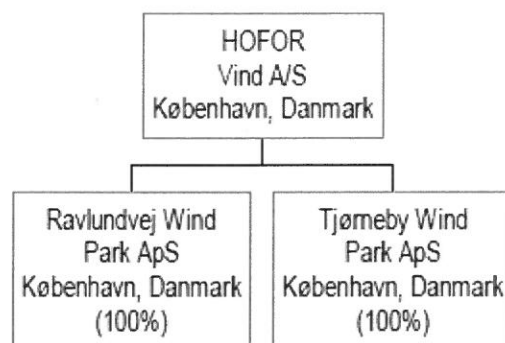 HOFOR
Vind A/S
København, Danmark
Ravlundvej Wind
Park ApS
København, Danmark
(100%)
Tjørneby Wind
Park ApS
København, Danmark
(100%)